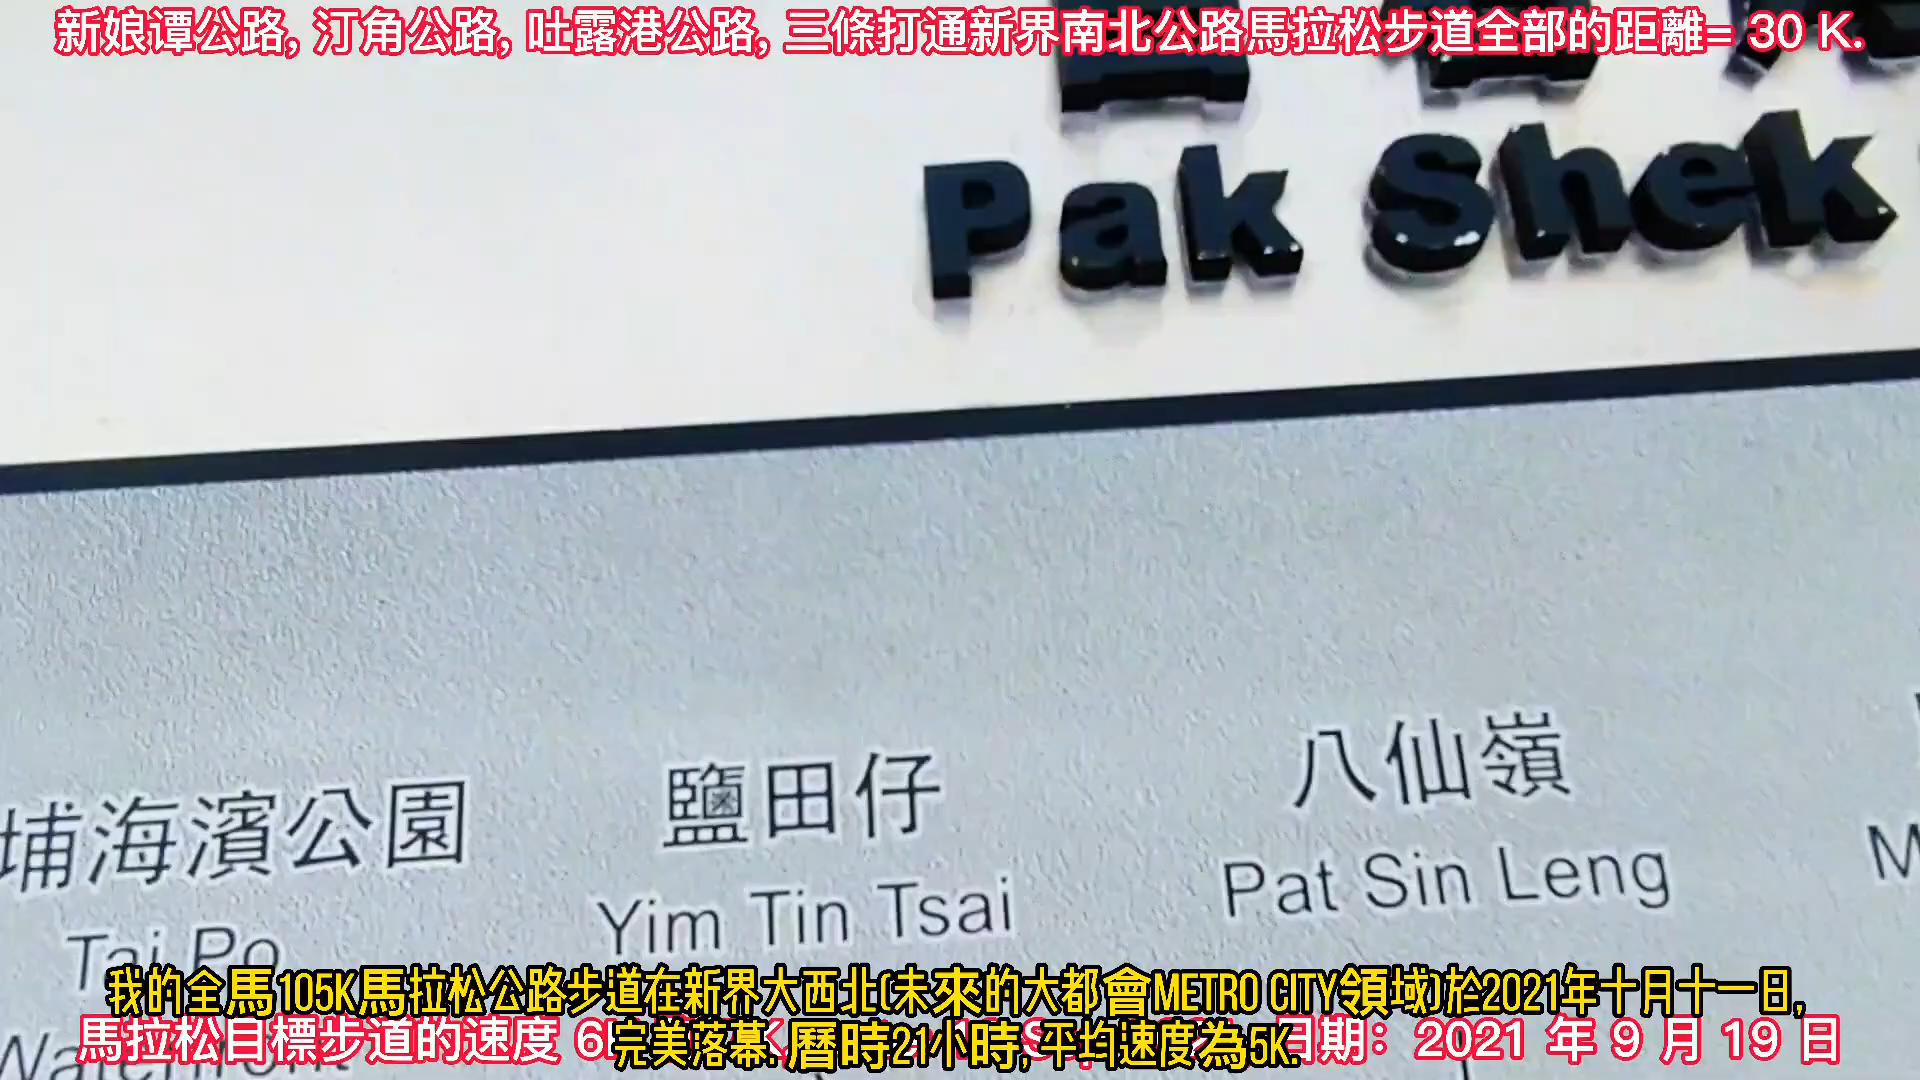 新娘谭公路, 汀角公路, 吐露港公路, 三條打通新界南北公路馬拉松步道全部的距離= 30 K.
Pak Shek
埔海濱公園
鹽田仔
八仙嶺
Tai Po
Yim Tin Tsai
Pat Sin Leng
M
Waterfront
我的全馬105K馬拉松公路步道在新界大西北(未來的大都會METRO CITY領域)於2021年十月十一日,
完美落幕. 曆時21小時, 平均速度為5K.
馬拉松目標步道的速度 6 日期: 2021 年 9 月 19 日